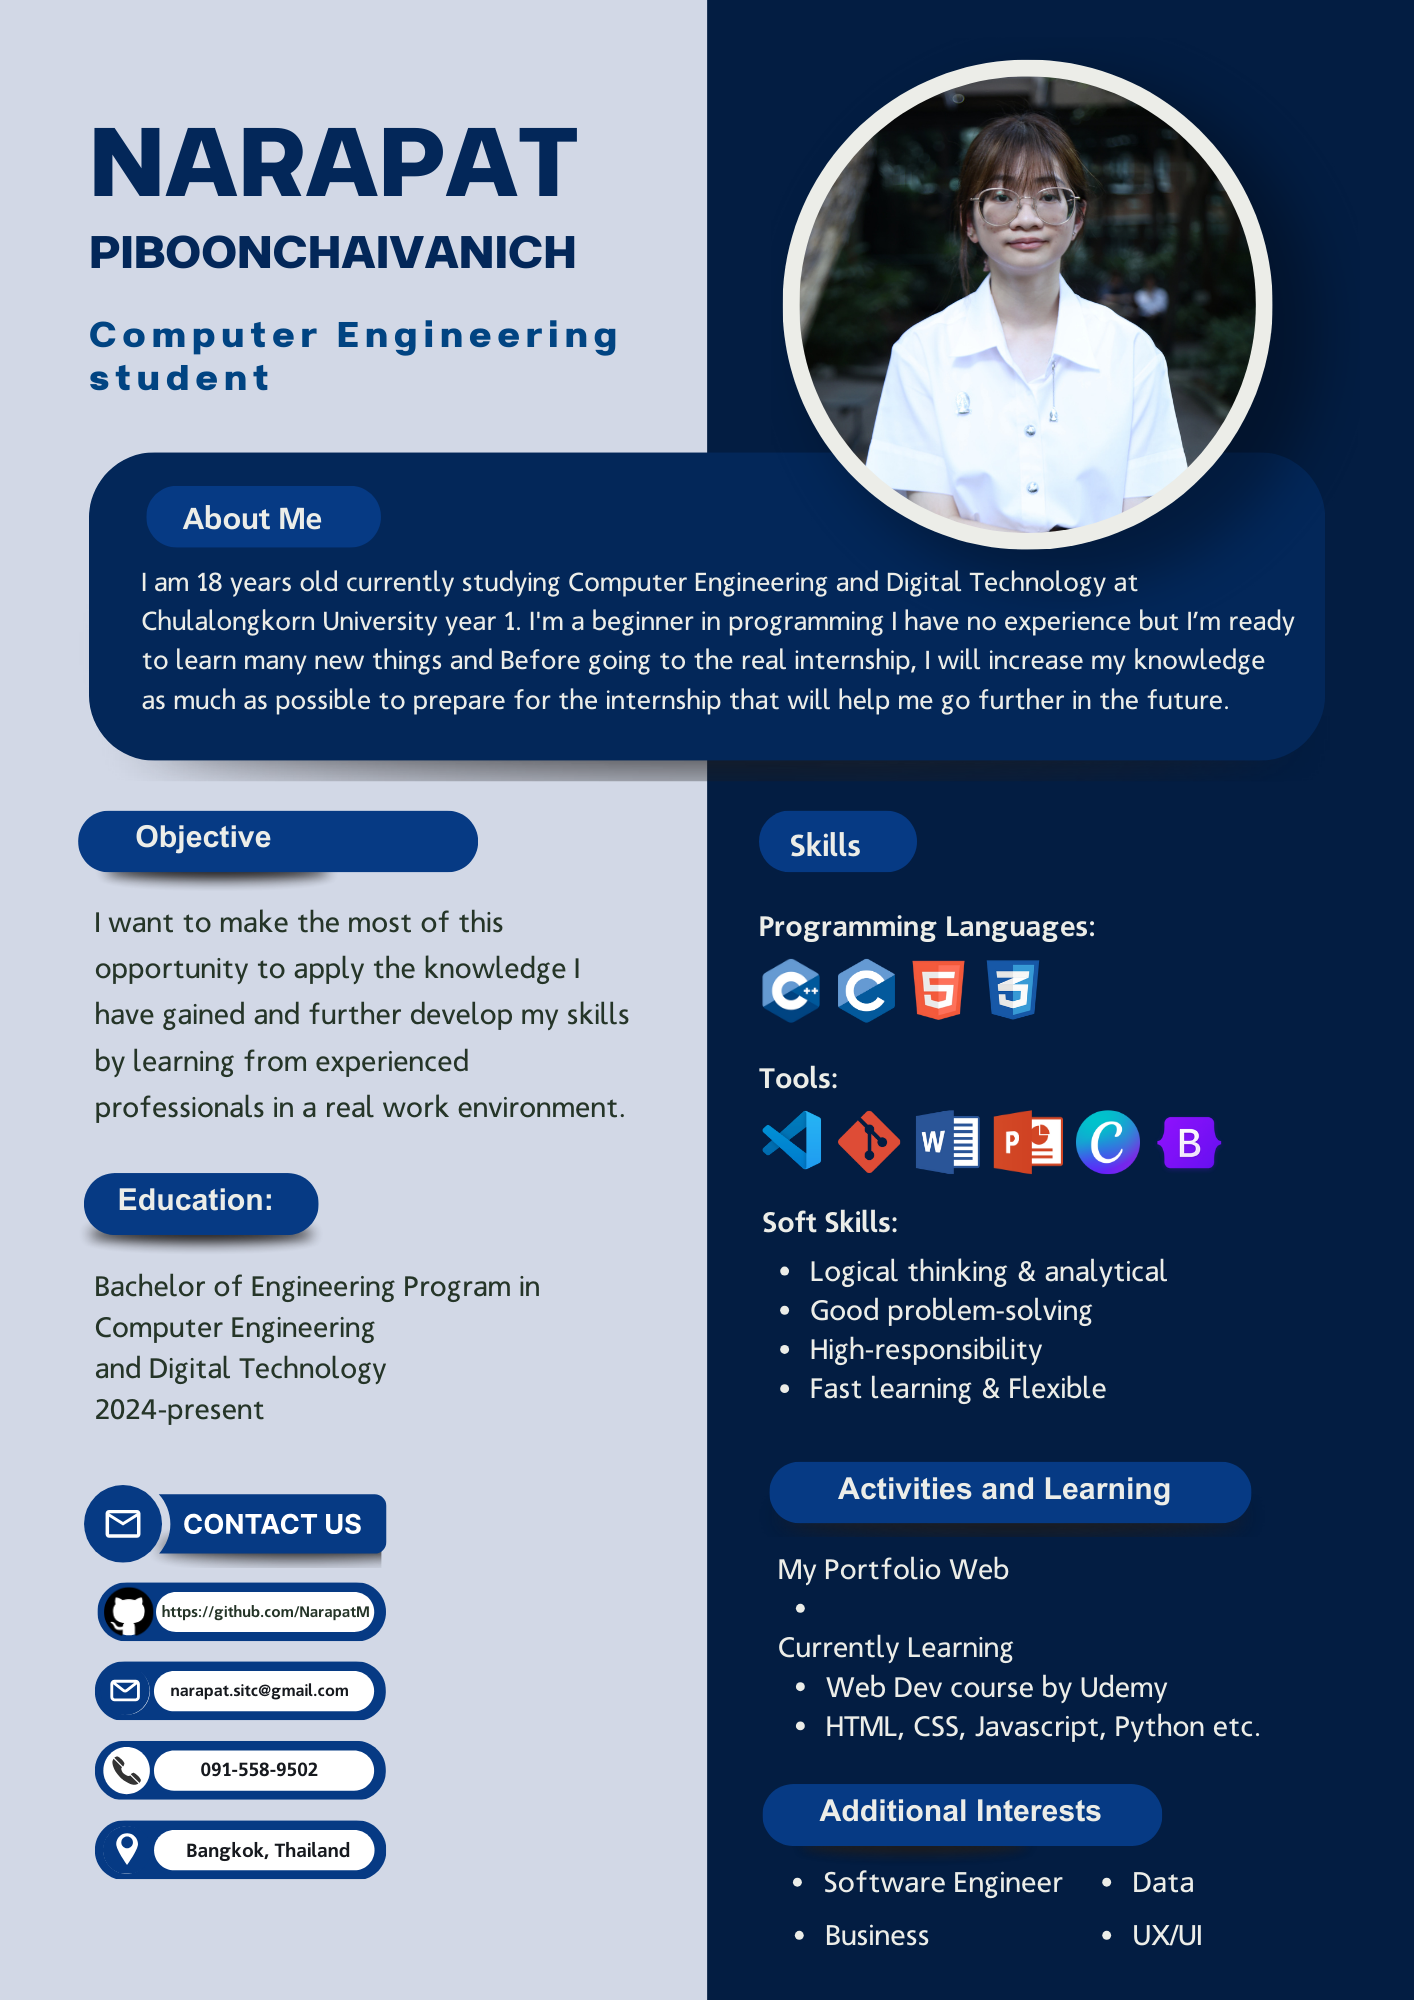 NARAPAT
PIBOONCHAIVANICH
Computer Engineering
student
About Me
I am 18 years old currently studying Computer Engineering and Digital Technology at
Chulalongkorn University year 1. I'm a beginner in programming I have no experience but I’m ready
to learn many new things and Before going to the real internship, I will increase my knowledge
as much as possible to prepare for the internship that will help me go further in the future.
Objective
I want to make the most of this
opportunity to apply the knowledge I
have gained and further develop my skills
by learning from experienced
professionals in a real work environment.
Education:
Bachelor of Engineering Program in
Computer Engineering
and Digital Technology
2024-present
CONTACT US
https://github.com/NarapatM
narapat.sitc@gmail.com
091-558-9502
Bangkok, Thailand
Skills
Programming Languages:
C++ C 5 3
Tools:
W P C B
Soft Skills:
• Logical thinking & analytical
• Good problem-solving
• High-responsibility
• Fast learning & Flexible
Activities and Learning
My Portfolio Web
•
Currently Learning
• Web Dev course by Udemy
• HTML, CSS, Javascript, Python etc.
Additional Interests
• Software Engineer • Data
• Business • UX/UI